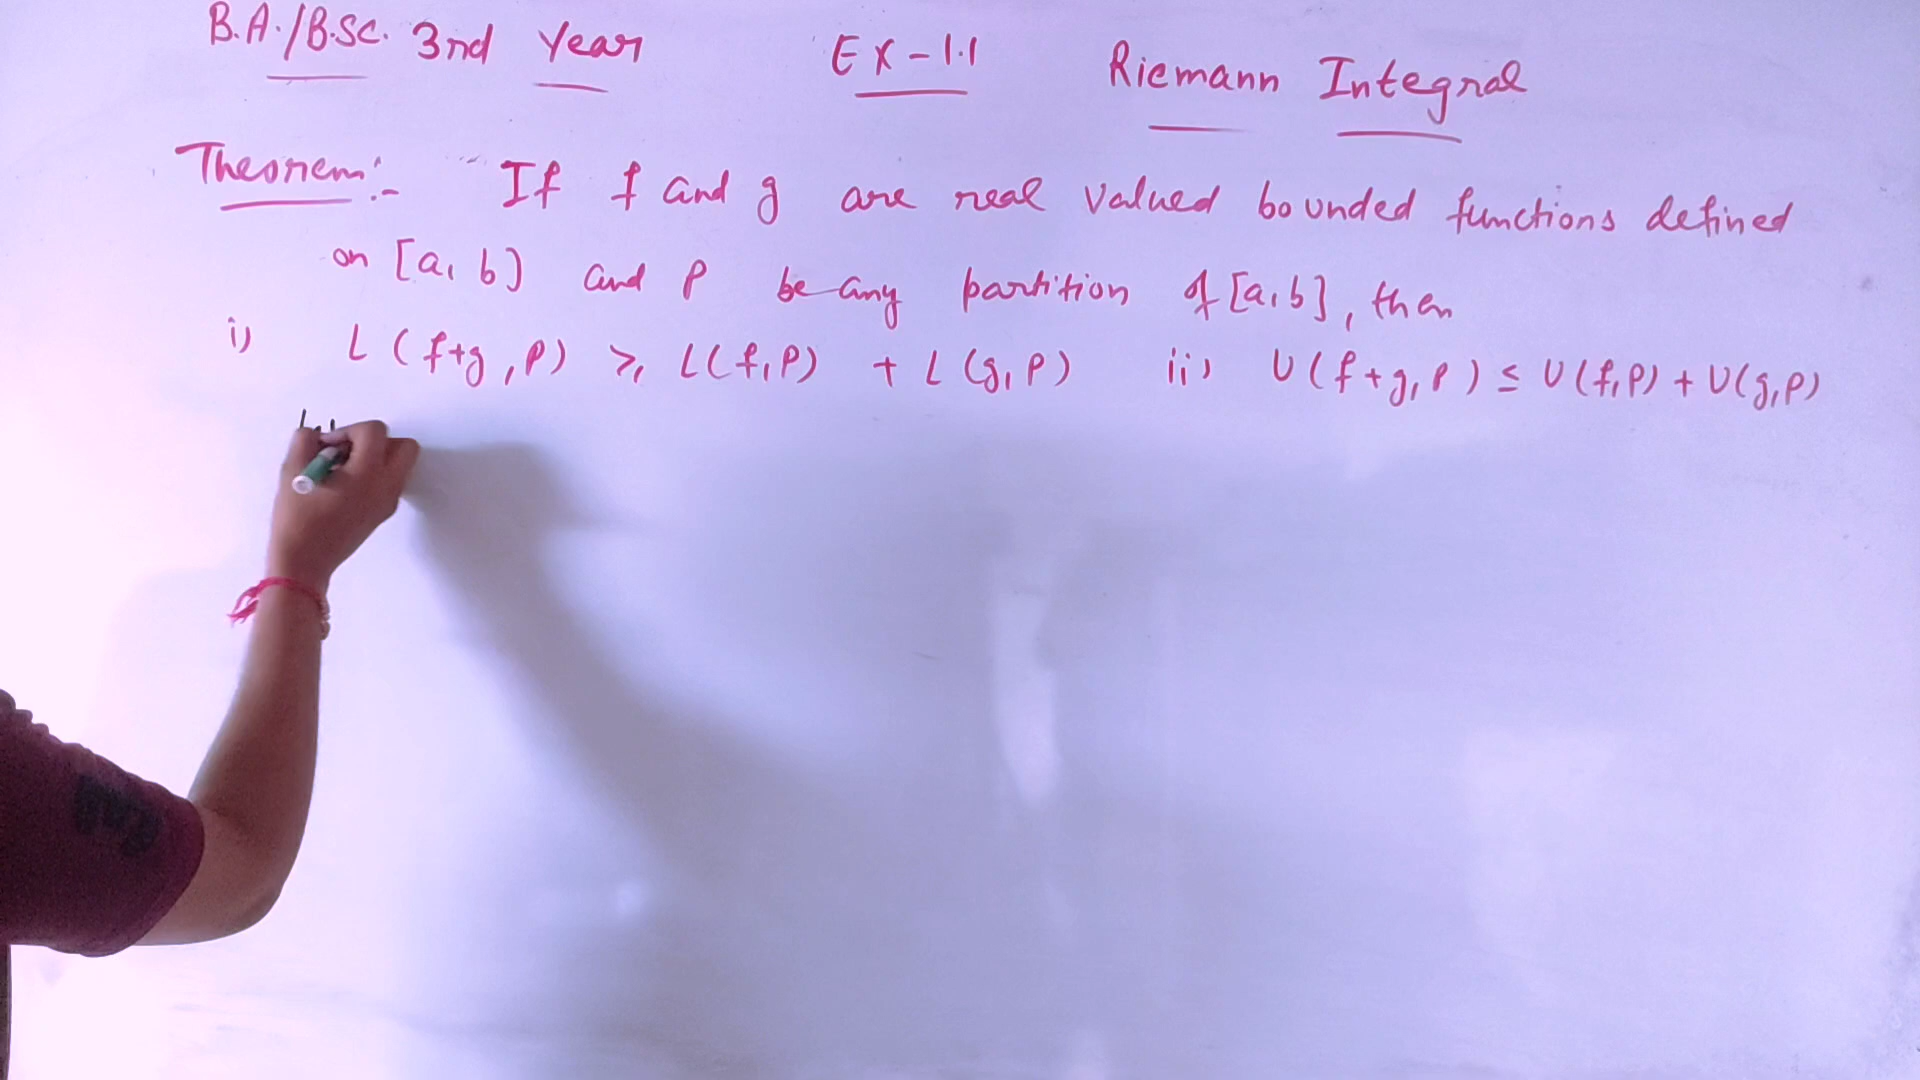 B.A./B.Sc. 3rd Year Ex-1.1 Riemann Integral
Theorem:- If f and g are real valued bounded functions defined
on [a, b] and P be any partition of [a,b], then
i) L(f+g, P) ≥ L(f,P) + L(g,P) ii) U(f+g,P) ≤ U(f,P) + U(g,P)